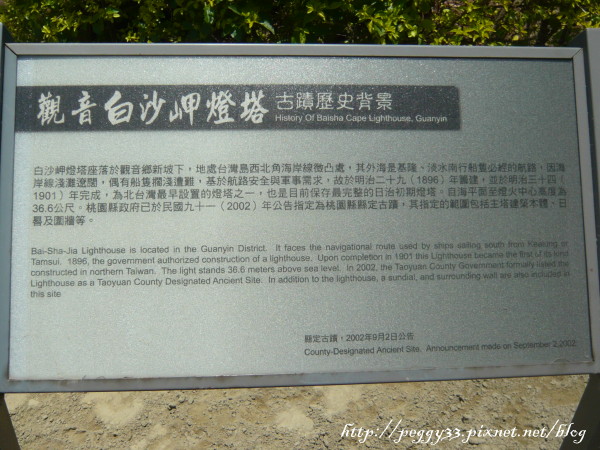 觀音白沙岬燈塔 古蹟歷史背景
History Of Baisha Cape Lighthouse, Guanyin
白沙岬燈塔座落於觀音鄉新坡下，地處台灣島西北角海岸線微凸處，其外海是基隆、淡水南行船隻必經的航路，因海
岸線淺灘遼闊，偶有船隻擱淺遭難，基於航路安全與軍事需求，故於明治二十九（1896）年籌建，並於明治三十四（
1901）年完成，為北台灣最早設置的燈塔之一，也是目前保存最完整的日治初期燈塔。自海平面至燈火中心高度為
36.6公尺。桃園縣政府已於民國九十一（2002）年公告指定為桃園縣縣定古蹟，其指定的範圍包括主塔建築本體、日
晷及圍牆等。
Bai-Sha-Jia Lighthouse is located in the Guanyin District. It faces the navigational route used by ships sailing south from Keelung or
Tamsui. 1896, the government authorized construction of a lighthouse. Upon completion in 1901 this Lighthouse became the first of its kind
constructed in northern Taiwan. The light stands 36.6 meters above sea level. In 2002, the Taoyuan County Government formally listed the
Lighthouse as a Taoyuan County Designated Ancient Site. In addition to the lighthouse, a sundial, and surrounding wall are also included in
this site
縣定古蹟，2002年9月2日公告
County-Designated Ancient Site. Announcement made on September 2,2002
http://peggy33.pixnet.net/blog